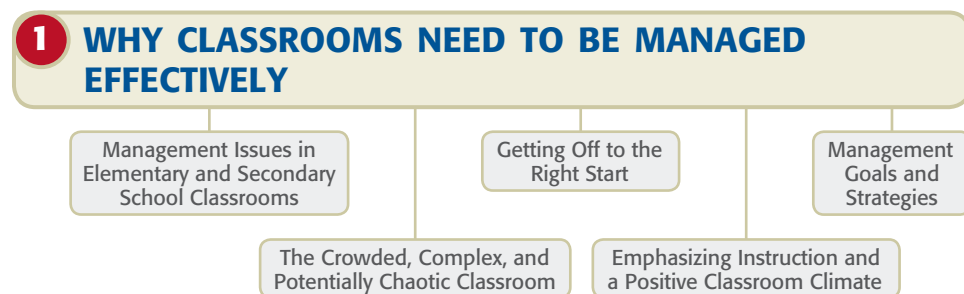 1 WHY CLASSROOMS NEED TO BE MANAGED
EFFECTIVELY
Management Issues in
Elementary and Secondary
School Classrooms
The Crowded, Complex, and
Potentially Chaotic Classroom
Getting Off to the
Right Start
Emphasizing Instruction and
a Positive Classroom Climate
Management
Goals and
Strategies